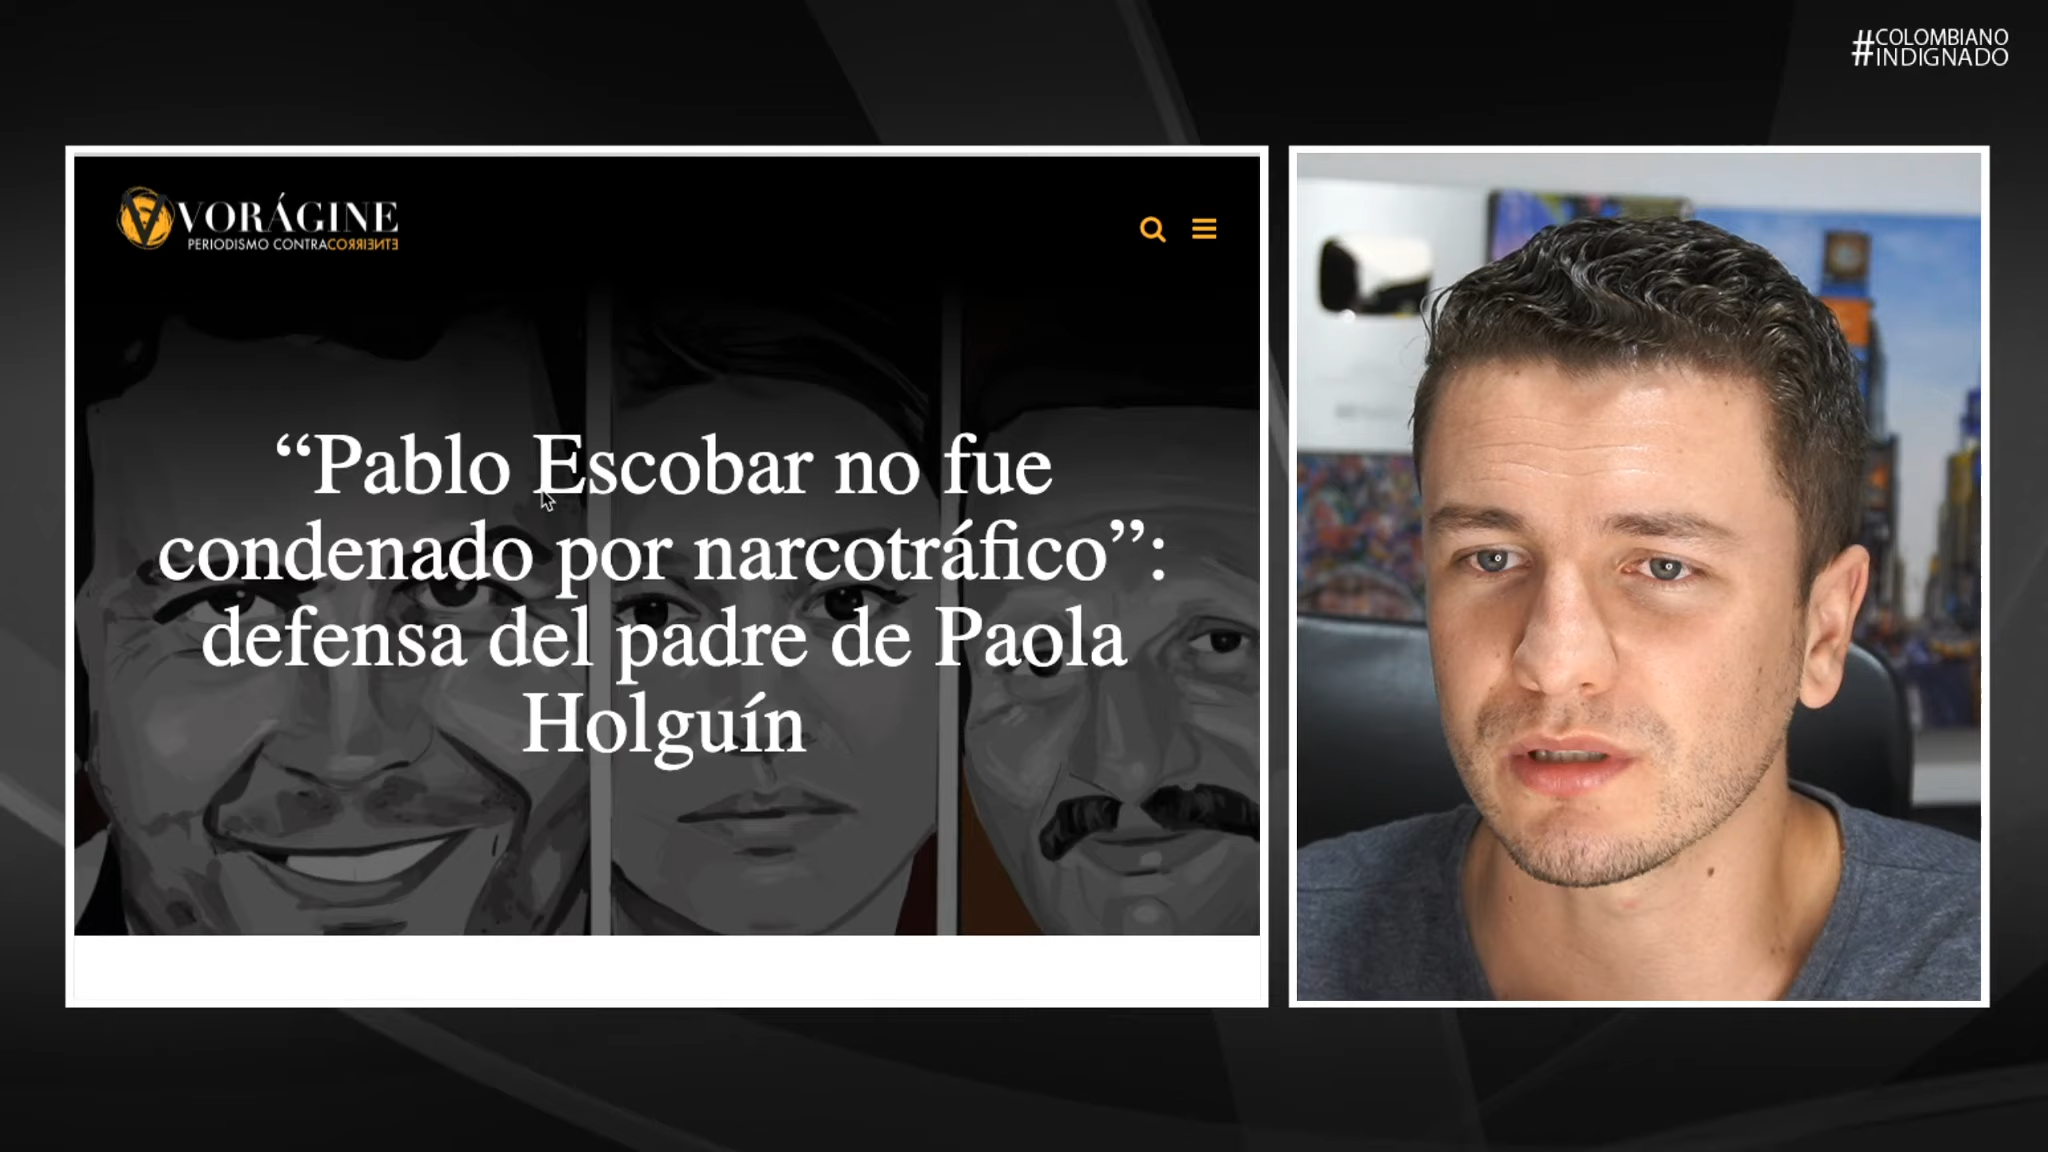 #COLOMBIANO
INDIGNADO
VORÁGINE
PERIODISMO CONTRACORRIENTE
“Pablo Escobar no fue
condenado por narcotráfico”:
defensa del padre de Paola
Holguín